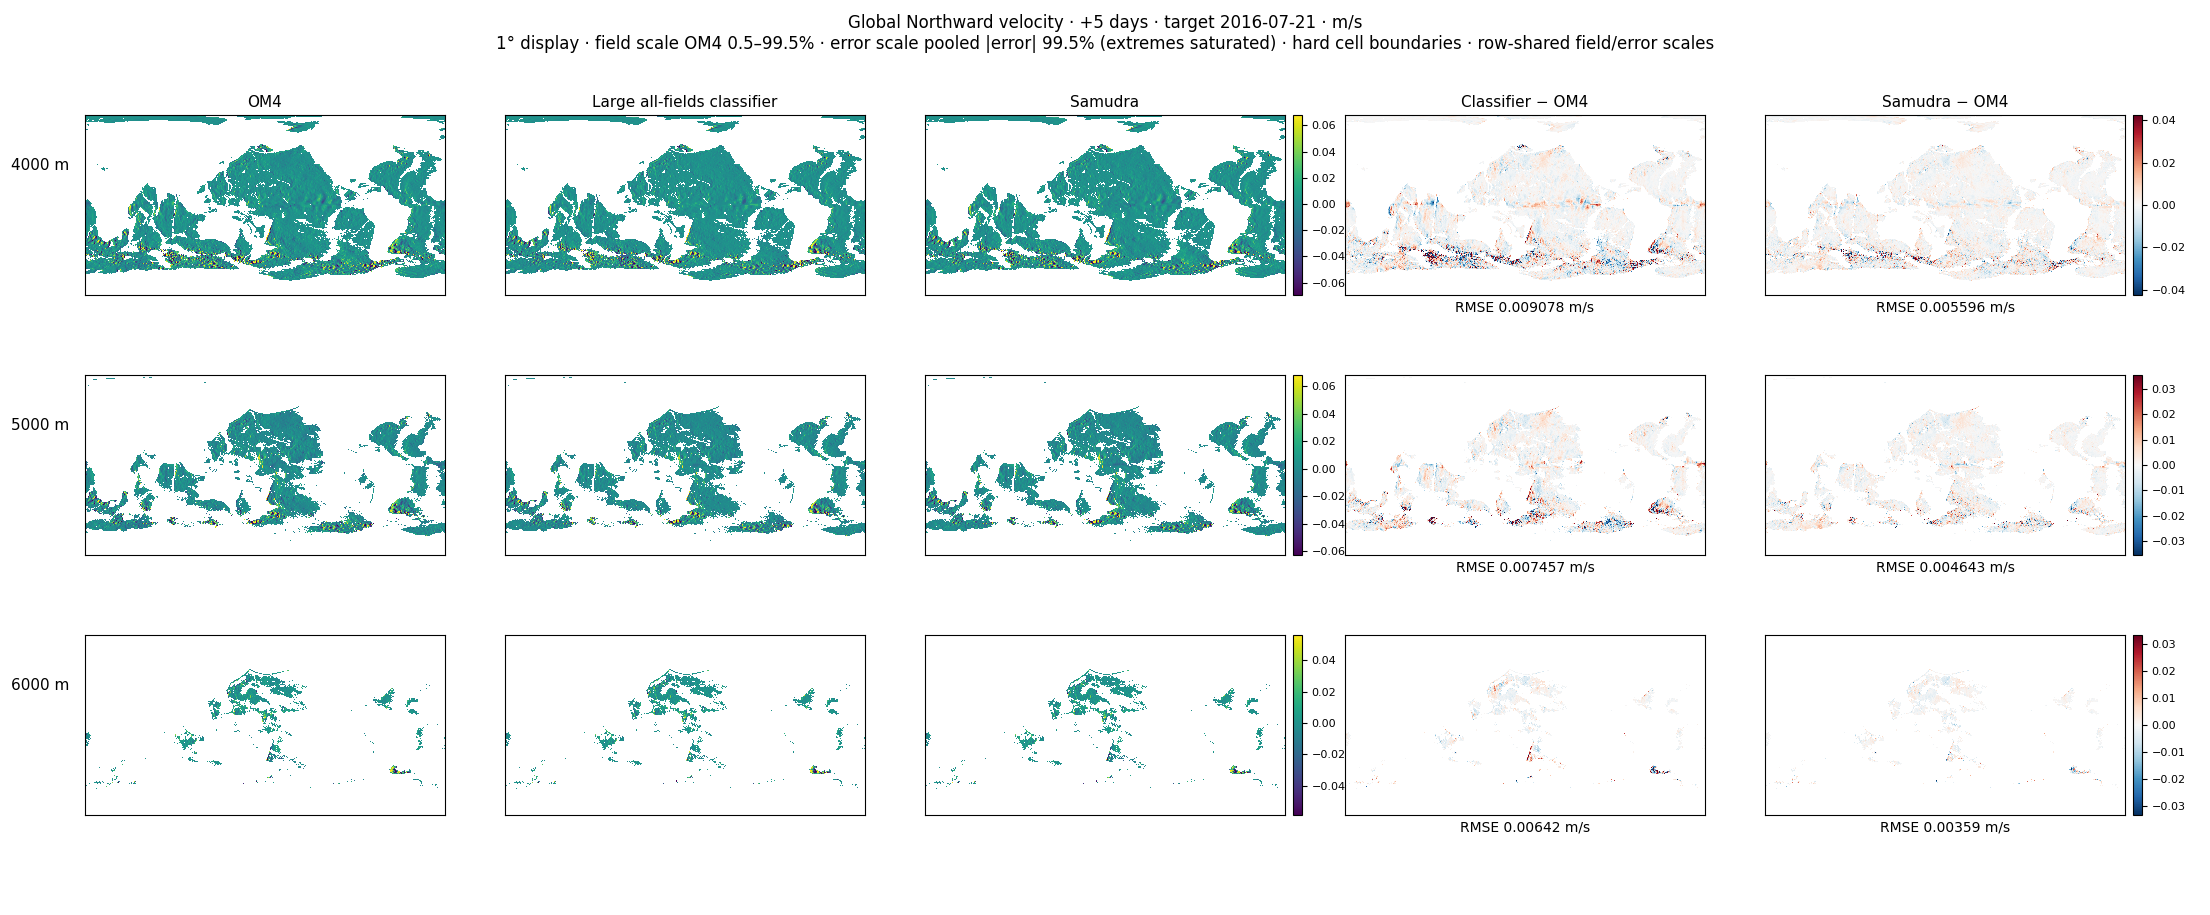 Global Northward velocity · +5 days · target 2016-07-21 · m/s
1° display · field scale OM4 0.5–99.5% · error scale pooled |error| 99.5% (extremes saturated) · hard cell boundaries · row-shared field/error scales
OM4
Large all-fields classifier
Samudra
Classifier − OM4
Samudra − OM4
4000 m
0.06
0.04
0.02
0.00
−0.02
−0.04
−0.06
0.04
0.02
0.00
−0.02
−0.04
RMSE 0.009078 m/s
RMSE 0.005596 m/s
5000 m
0.06
0.04
0.02
0.00
−0.02
−0.04
−0.06
0.03
0.02
0.01
0.00
−0.01
−0.02
−0.03
RMSE 0.007457 m/s
RMSE 0.004643 m/s
6000 m
0.04
0.02
0.00
−0.02
−0.04
0.03
0.02
0.01
0.00
−0.01
−0.02
−0.03
RMSE 0.00642 m/s
RMSE 0.00359 m/s